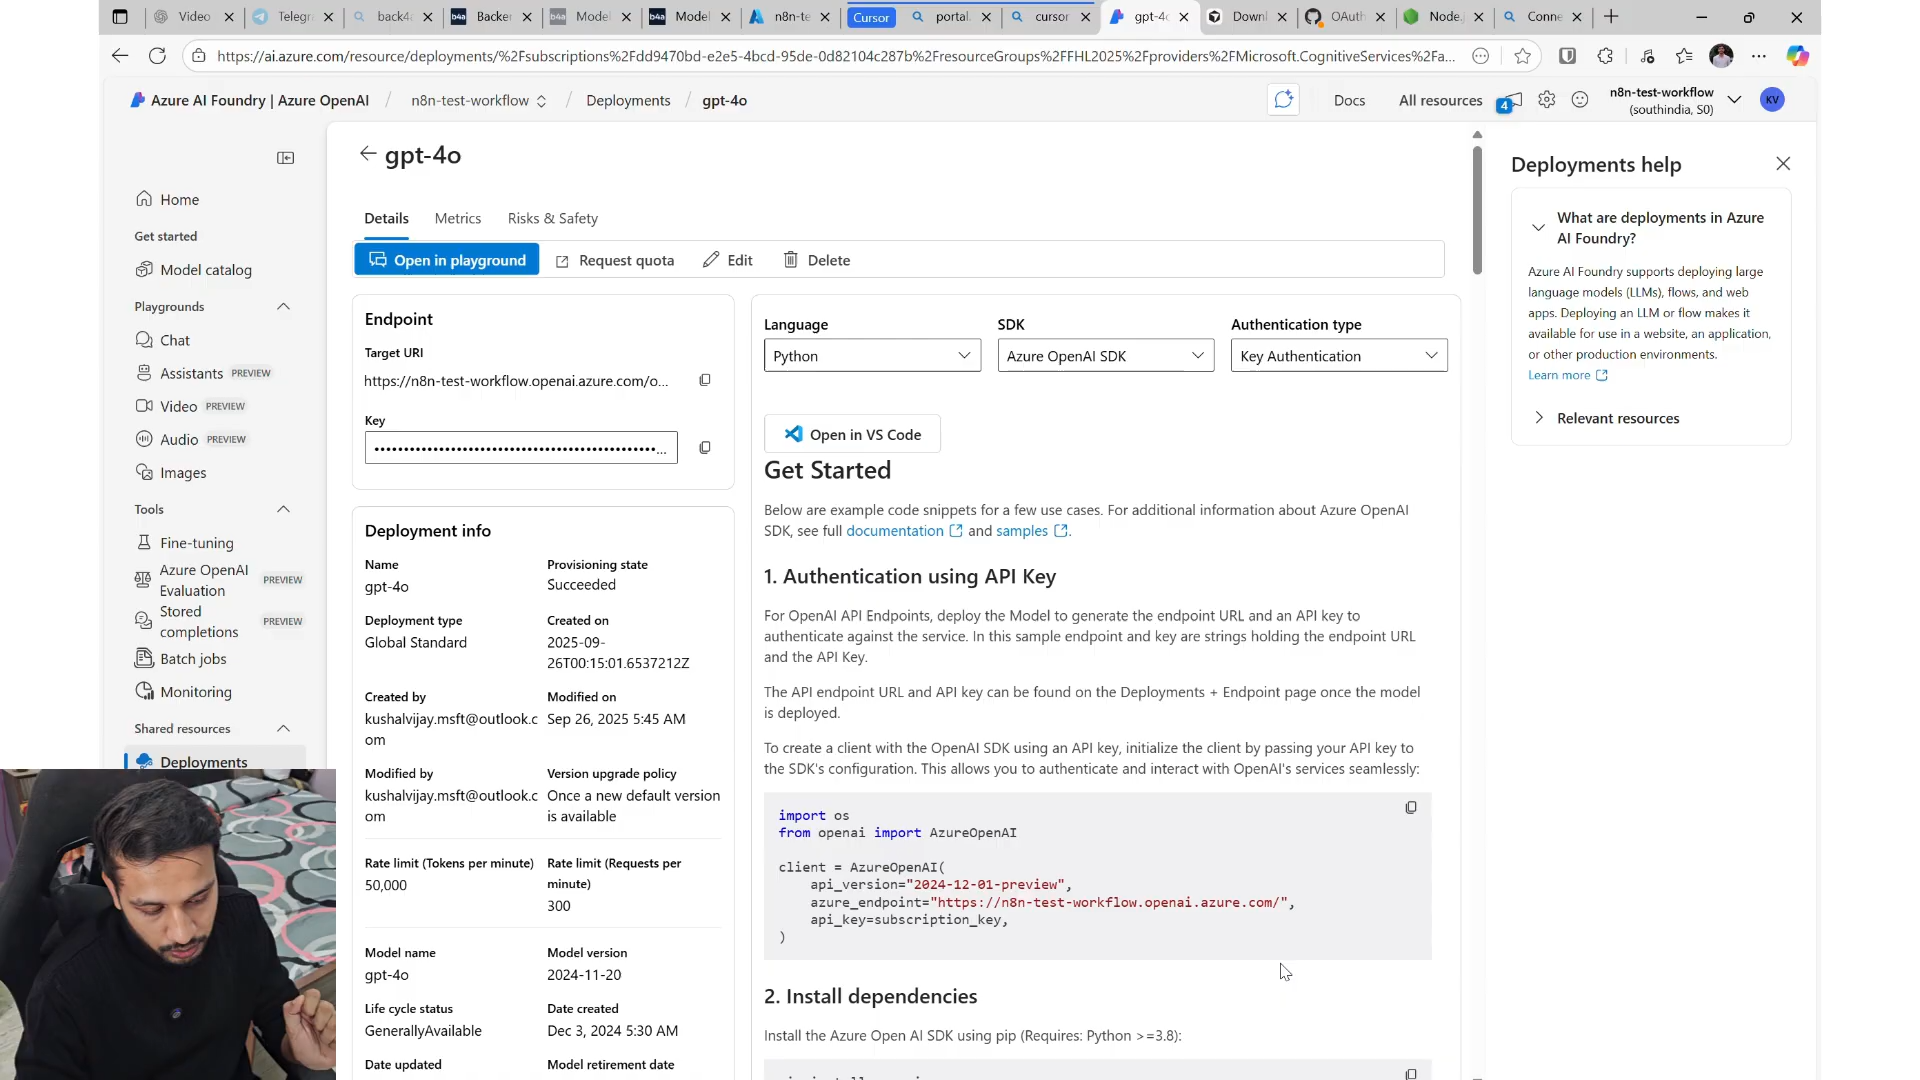 Video
Telegr
back4
Backer
Model
Model
n8n-te
Cursor
portal.
cursor
gpt-4o
Downl
OAuth
Node.j
Conne
https://ai.azure.com/resource/deployments/%2Fsubscriptions%2Fdd9470bd-e2e5-4bcd-95de-0d82104c287b%2FresourceGroups%2FFHL2025%2Fproviders%2FMicrosoft.CognitiveServices%2Fa...
Azure AI Foundry | Azure OpenAI / n8n-test-workflow / Deployments / gpt-4o
Docs
All resources
4
n8n-test-workflow
(southindia, S0)
KV
Home
Get started
Model catalog
Playgrounds
Chat
Assistants PREVIEW
Video PREVIEW
Audio PREVIEW
Images
Tools
Fine-tuning
Azure OpenAI
Evaluation
PREVIEW
Stored
completions
PREVIEW
Batch jobs
Monitoring
Shared resources
Deployments
gpt-4o
Details Metrics Risks & Safety
Open in playground Request quota Edit Delete
Endpoint
Target URI
https://n8n-test-workflow.openai.azure.com/o...
Key
••••••••••••••••••••••••••••••••••••••••••••••••...
Deployment info
Name
gpt-4o
Provisioning state
Succeeded
Deployment type
Global Standard
Created on
2025-09-
26T00:15:01.6537212Z
Created by
kushalvijay.msft@outlook.c
om
Modified on
Sep 26, 2025 5:45 AM
Modified by
kushalvijay.msft@outlook.c
om
Version upgrade policy
Once a new default version
is available
Rate limit (Tokens per minute)
50,000
Rate limit (Requests per
minute)
300
Model name
gpt-4o
Model version
2024-11-20
Life cycle status
GenerallyAvailable
Date created
Dec 3, 2024 5:30 AM
Date updated
Model retirement date
Language
Python
SDK
Azure OpenAI SDK
Authentication type
Key Authentication
Open in VS Code
Get Started
Below are example code snippets for a few use cases. For additional information about Azure OpenAI
SDK, see full documentation and samples .
1. Authentication using API Key
For OpenAI API Endpoints, deploy the Model to generate the endpoint URL and an API key to
authenticate against the service. In this sample endpoint and key are strings holding the endpoint URL
and the API Key.
The API endpoint URL and API key can be found on the Deployments + Endpoint page once the model
is deployed.
To create a client with the OpenAI SDK using an API key, initialize the client by passing your API key to
the SDK's configuration. This allows you to authenticate and interact with OpenAI's services seamlessly:
import os
from openai import AzureOpenAI
client = AzureOpenAI(
api_version="2024-12-01-preview",
azure_endpoint="https://n8n-test-workflow.openai.azure.com/",
api_key=subscription_key,
)
2. Install dependencies
Install the Azure Open AI SDK using pip (Requires: Python >=3.8):
Deployments help
What are deployments in Azure
AI Foundry?
Azure AI Foundry supports deploying large
language models (LLMs), flows, and web
apps. Deploying an LLM or flow makes it
available for use in a website, an application,
or other production environments.
Learn more
Relevant resources